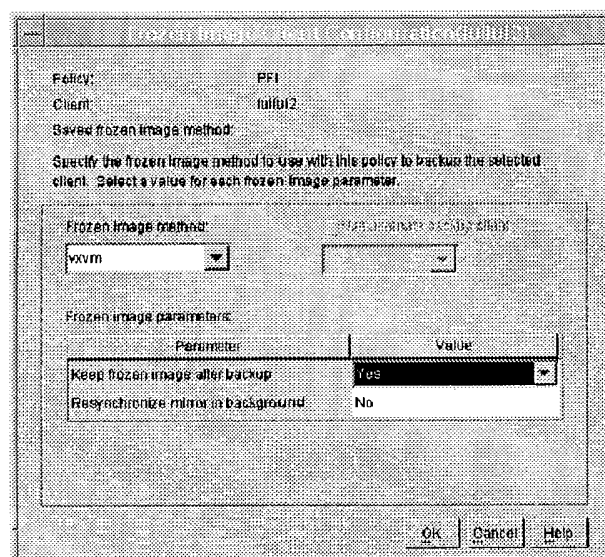 Policy: PFI
Client:
Saved frozen image method:
Specify the frozen image method to use with this policy to backup the selected
client. Select a value for each frozen image parameter.
Frozen image method:
vxvm
Frozen image parameters:
Parameter Value
Keep frozen image after backup Yes
Resynchronize mirror in background No
OK Cancel Help